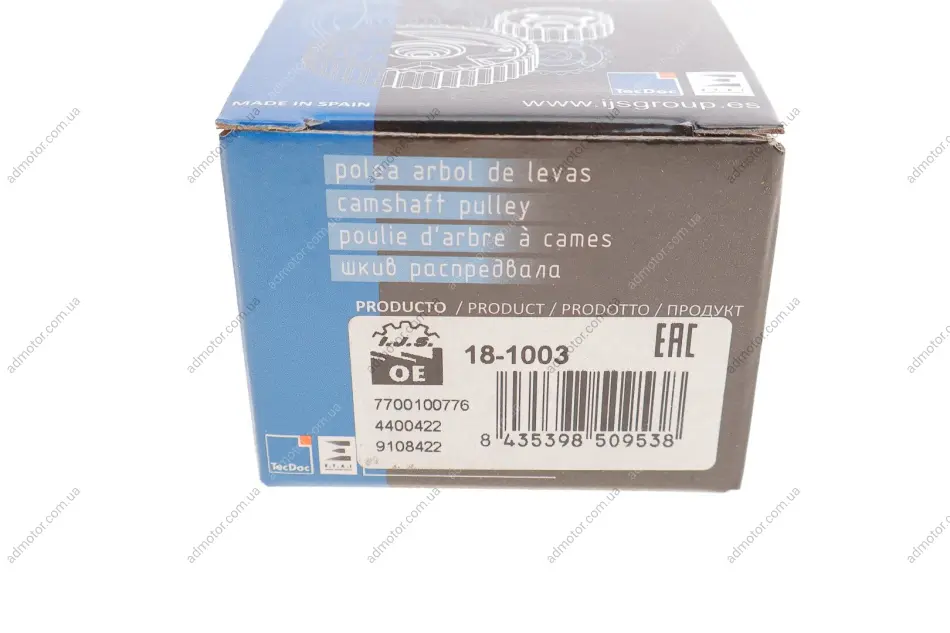 MADE IN SPAIN
www.ijsgroup.es
TecDoc
polea arbol de levas
camshaft pulley
poulie d'arbre à cames
шкив распредвала
PRODUCTO / PRODUCT / PRODOTTO / ПРОДУКТ
I.J.S.
OE
18-1003
EAC
7700100776
4400422
9108422
8 435398 509538
TecDoc
E.T.R.I
admotor.com.ua